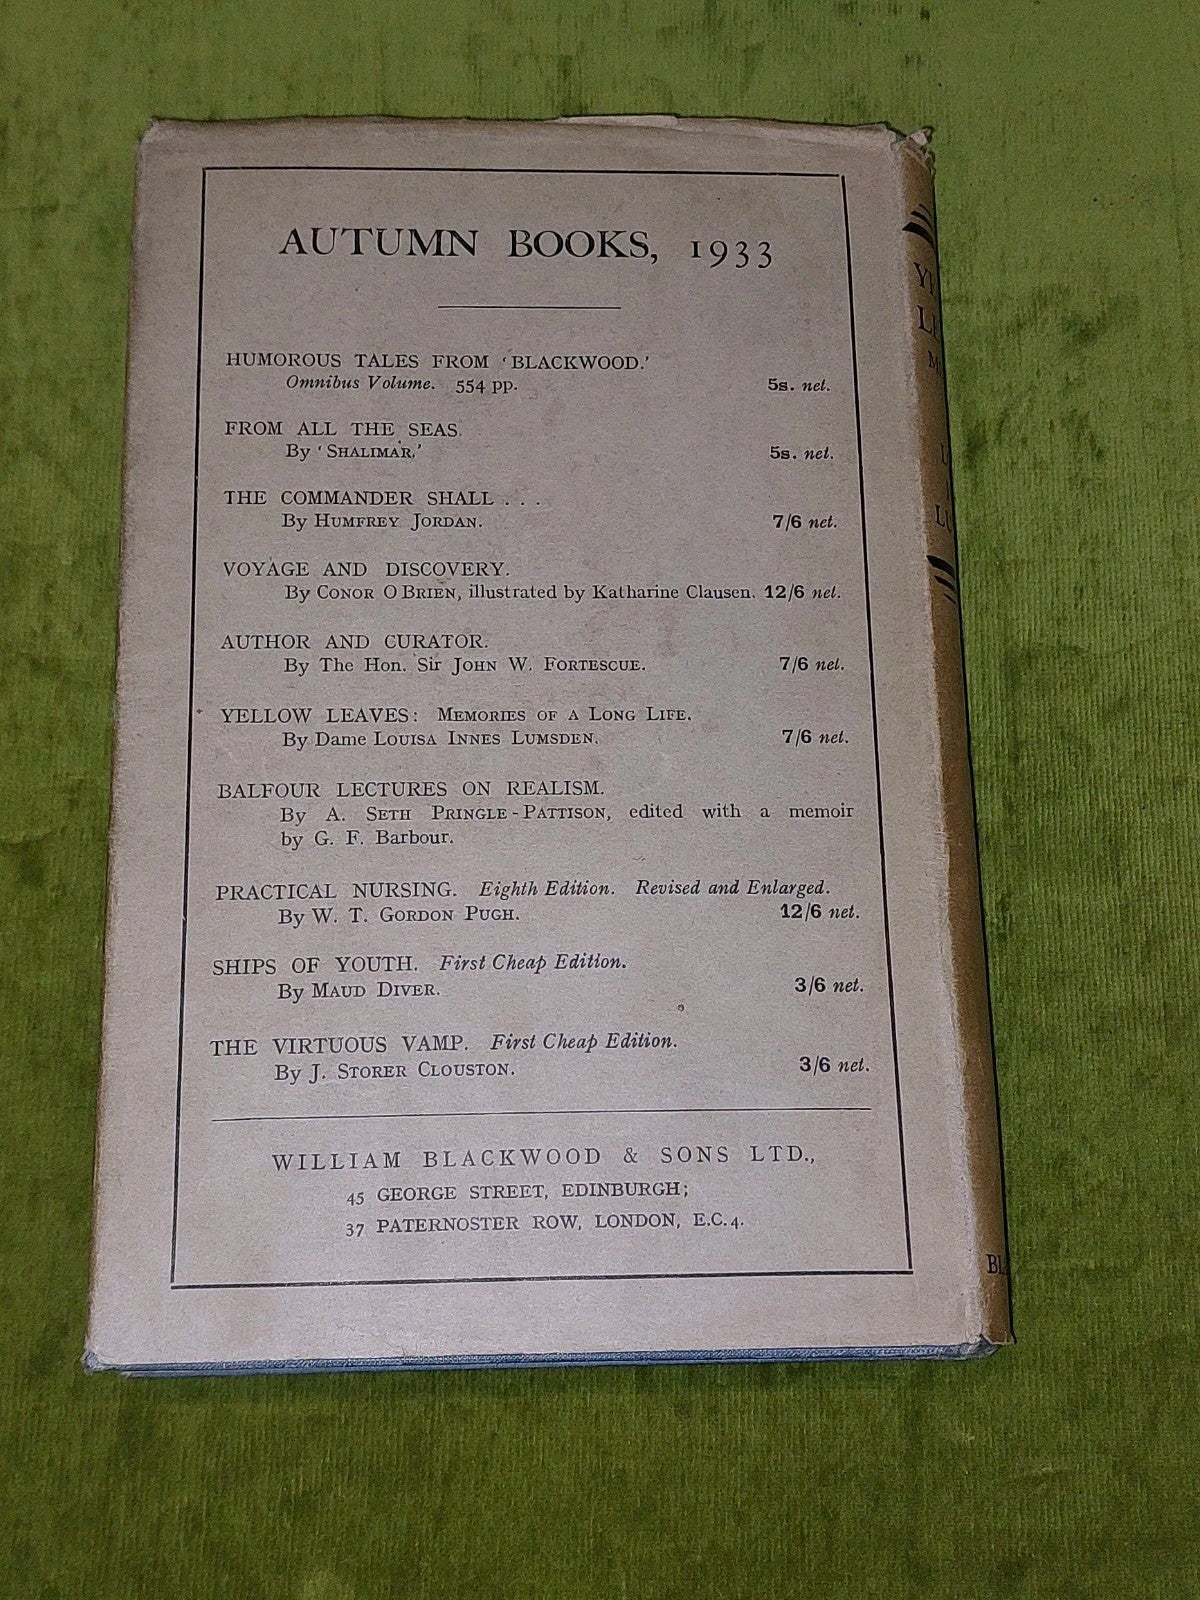 AUTUMN BOOKS, 1933
HUMOROUS TALES FROM 'BLACKWOOD.'
Omnibus Volume. 554 pp. 5s. net.
FROM ALL THE SEAS.
By 'SHALIMAR.' 5s. net.
THE COMMANDER SHALL . . .
By HUMFREY JORDAN. 7/6 net.
VOYAGE AND DISCOVERY.
By CONOR O BRIEN, illustrated by Katharine Clausen. 12/6 net.
AUTHOR AND CURATOR.
By The Hon. Sir JOHN W. FORTESCUE. 7/6 net.
YELLOW LEAVES: MEMORIES OF A LONG LIFE.
By Dame LOUISA INNES LUMSDEN. 7/6 net.
BALFOUR LECTURES ON REALISM.
By A. SETH PRINGLE-PATTISON, edited with a memoir
by G. F. Barbour.
PRACTICAL NURSING. Eighth Edition. Revised and Enlarged.
By W. T. GORDON PUGH. 12/6 net.
SHIPS OF YOUTH. First Cheap Edition.
By MAUD DIVER. 3/6 net.
THE VIRTUOUS VAMP. First Cheap Edition.
By J. STORER CLOUSTON. 3/6 net.
WILLIAM BLACKWOOD & SONS LTD.,
45 GEORGE STREET, EDINBURGH;
37 PATERNOSTER ROW, LONDON, E.C.4.